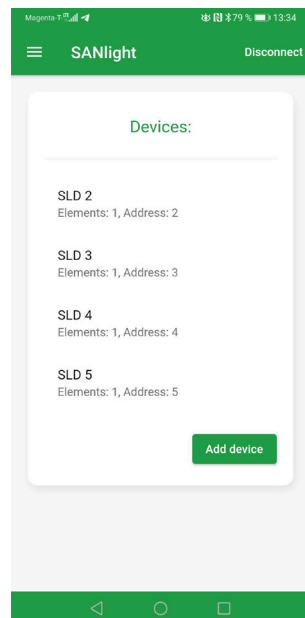 Magenta-T 79 % 13:34
SANlight Disconnect
Devices:
SLD 2
Elements: 1, Address: 2
SLD 3
Elements: 1, Address: 3
SLD 4
Elements: 1, Address: 4
SLD 5
Elements: 1, Address: 5
Add device